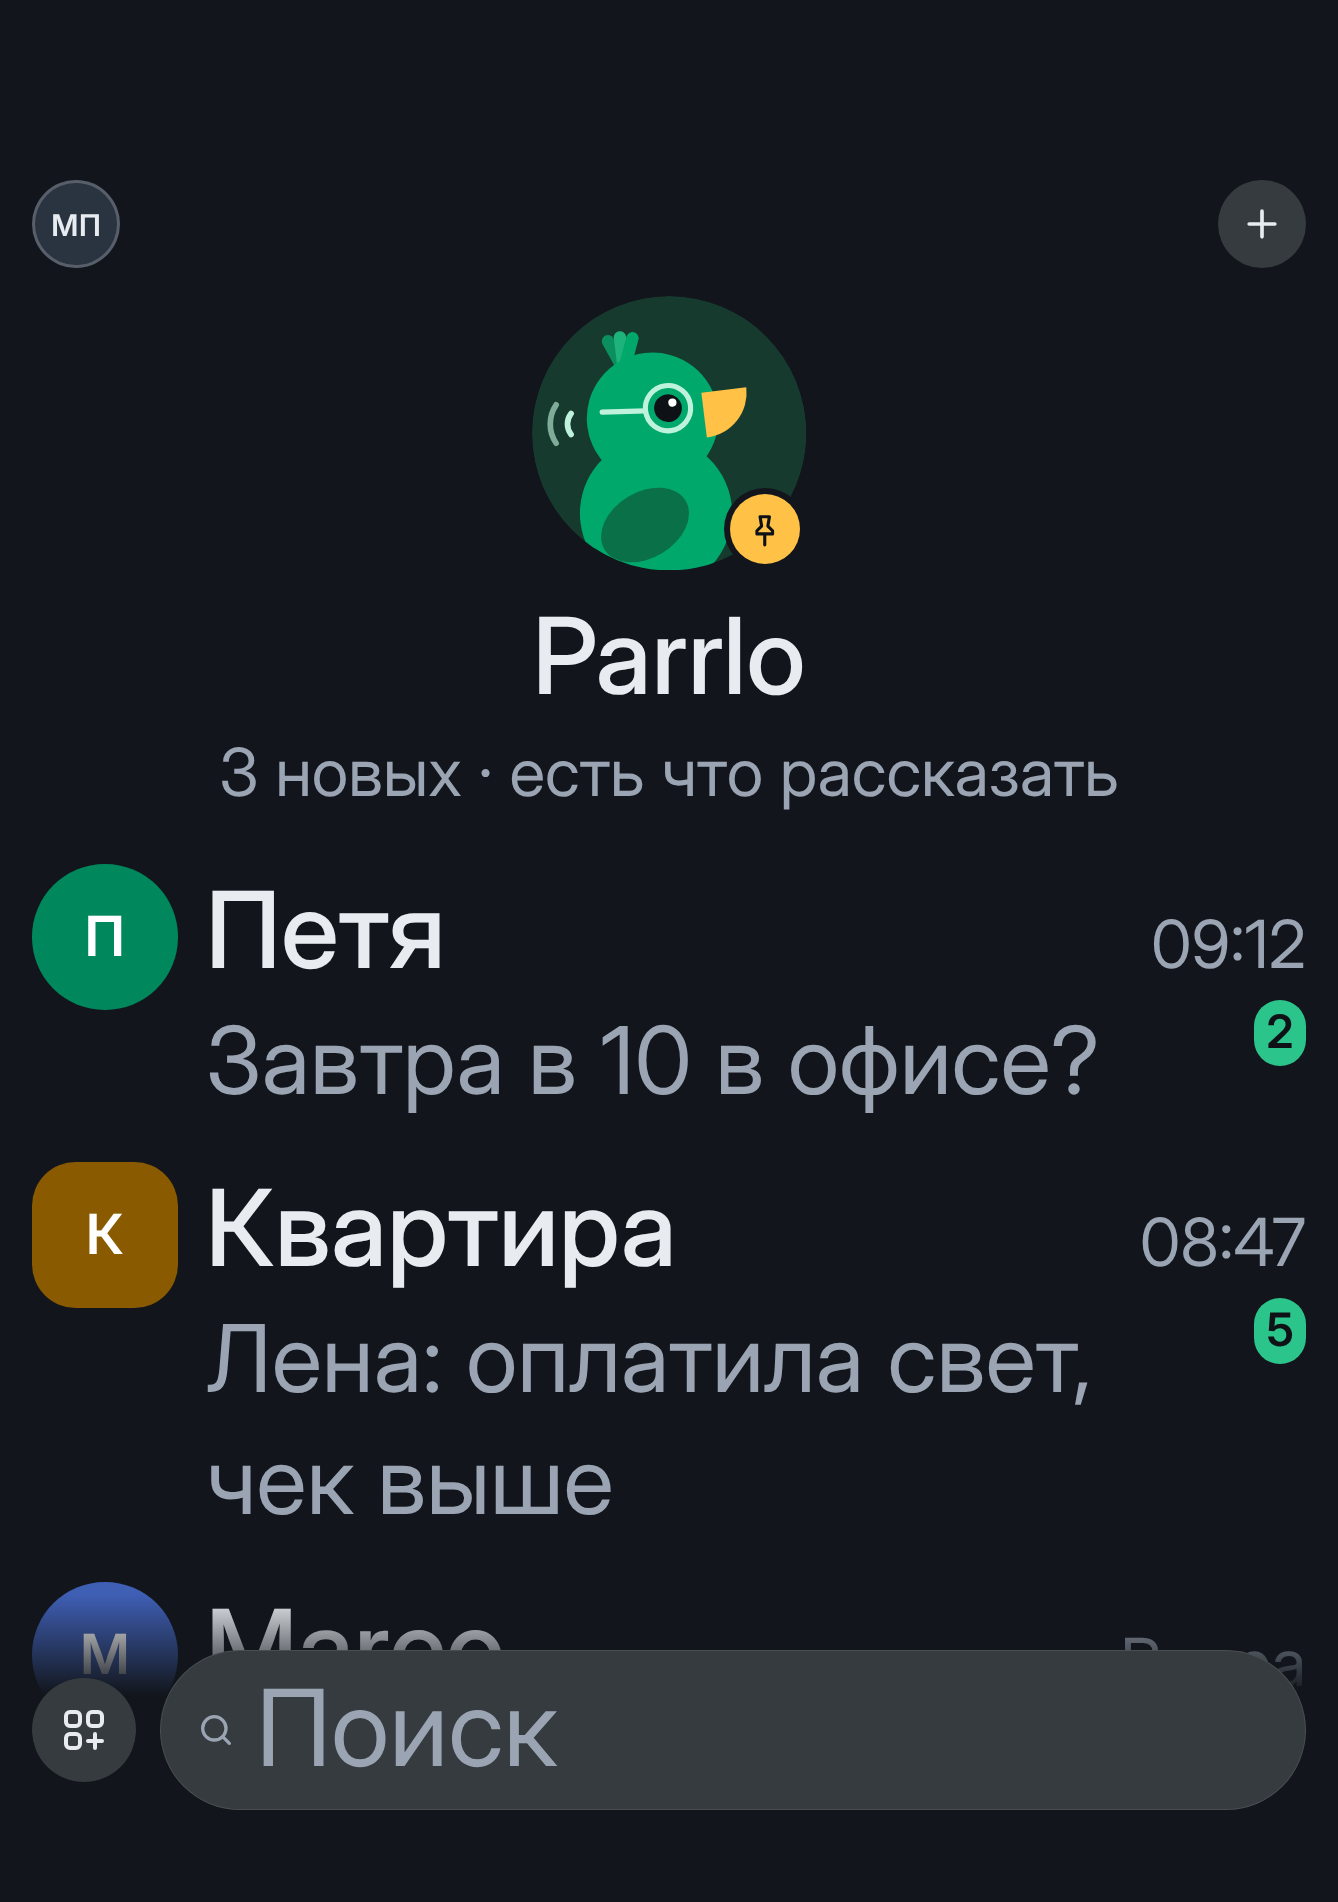 МП
Parrlo
3 новых · есть что рассказать
П
Петя
09:12
Завтра в 10 в офисе?
2
К
Квартира
08:47
Лена: оплатила свет,
5
чек выше
М
Поиск